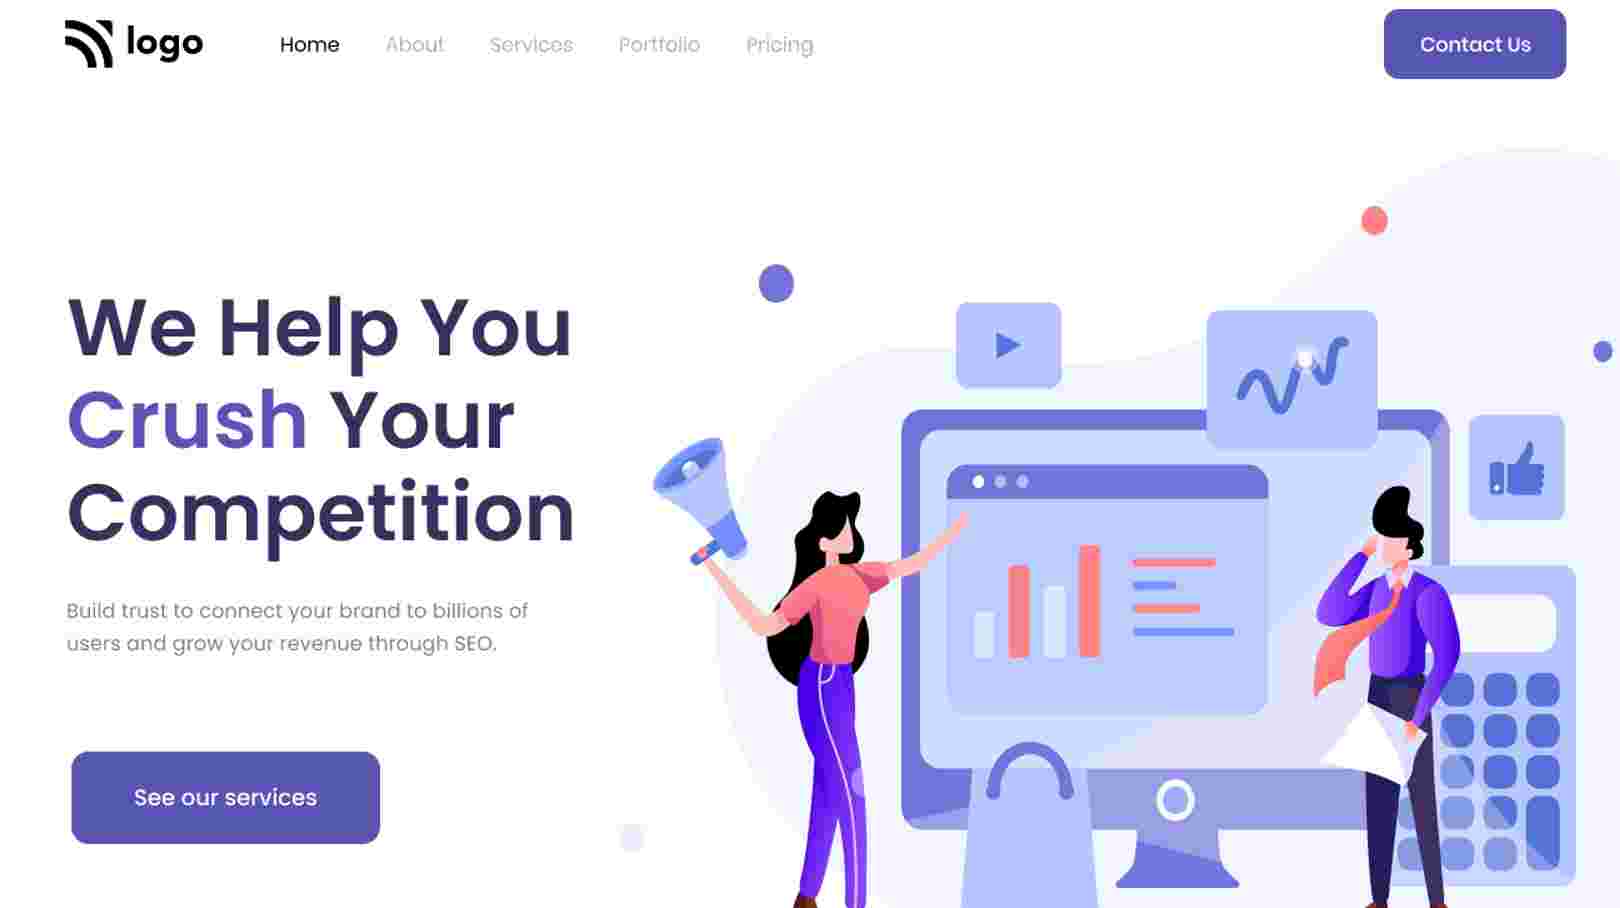 logo
Home About Services Portfolio Pricing
Contact Us
We Help You
Crush Your
Competition
Build trust to connect your brand to billions of
users and grow your revenue through SEO.
See our services